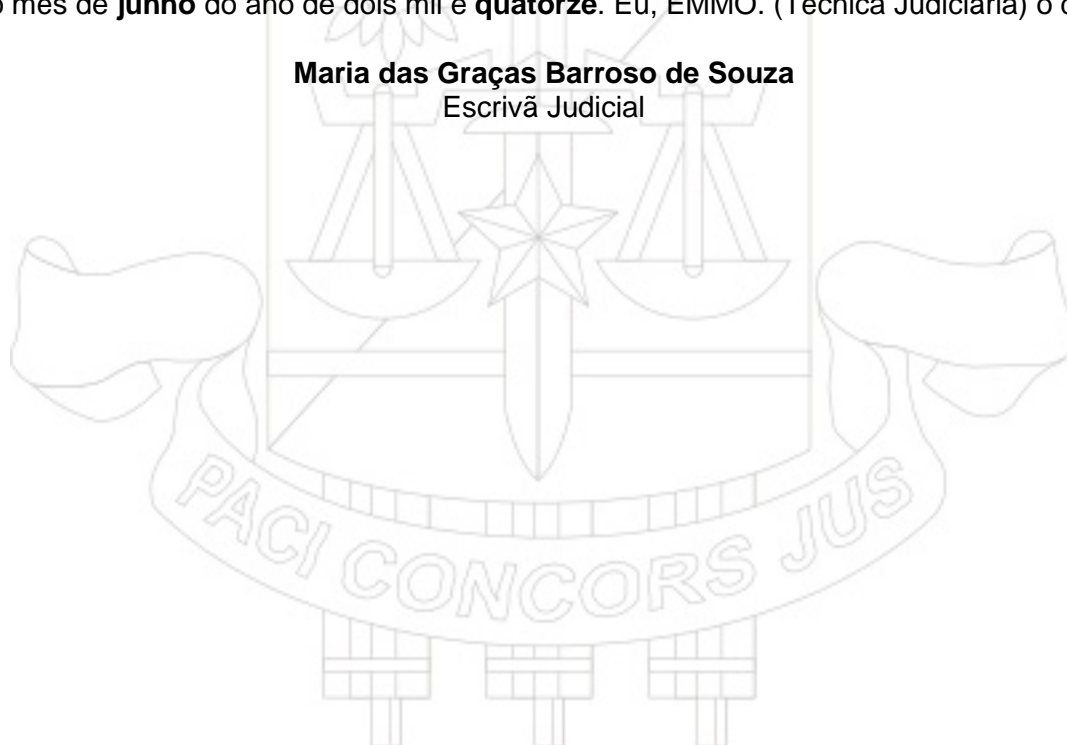 o mês de junho do ano de dois mil e quatorze. Eu, EMMO. (Técnica Judiciária) o d
Maria das Graças Barroso de Souza
Escrivã Judicial
PACI CONCORS JUS